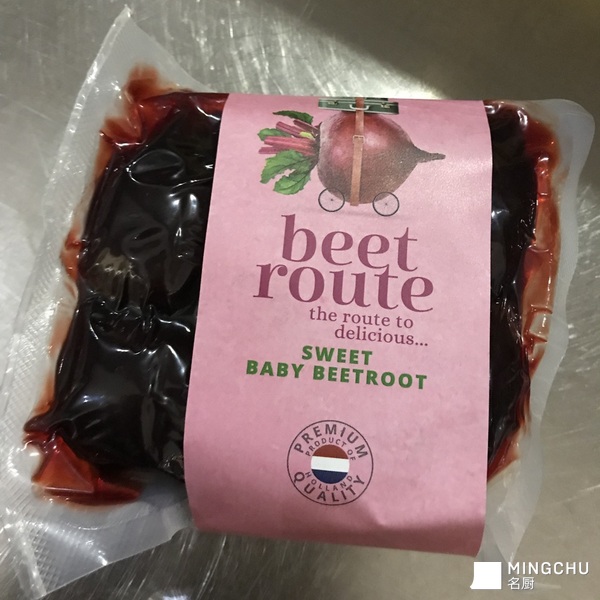 beet
route
the route to
delicious...
SWEET
BABY BEETROOT
PREMIUM
PRODUCT OF
HOLLAND
QUALITY
MINGCHU
名厨